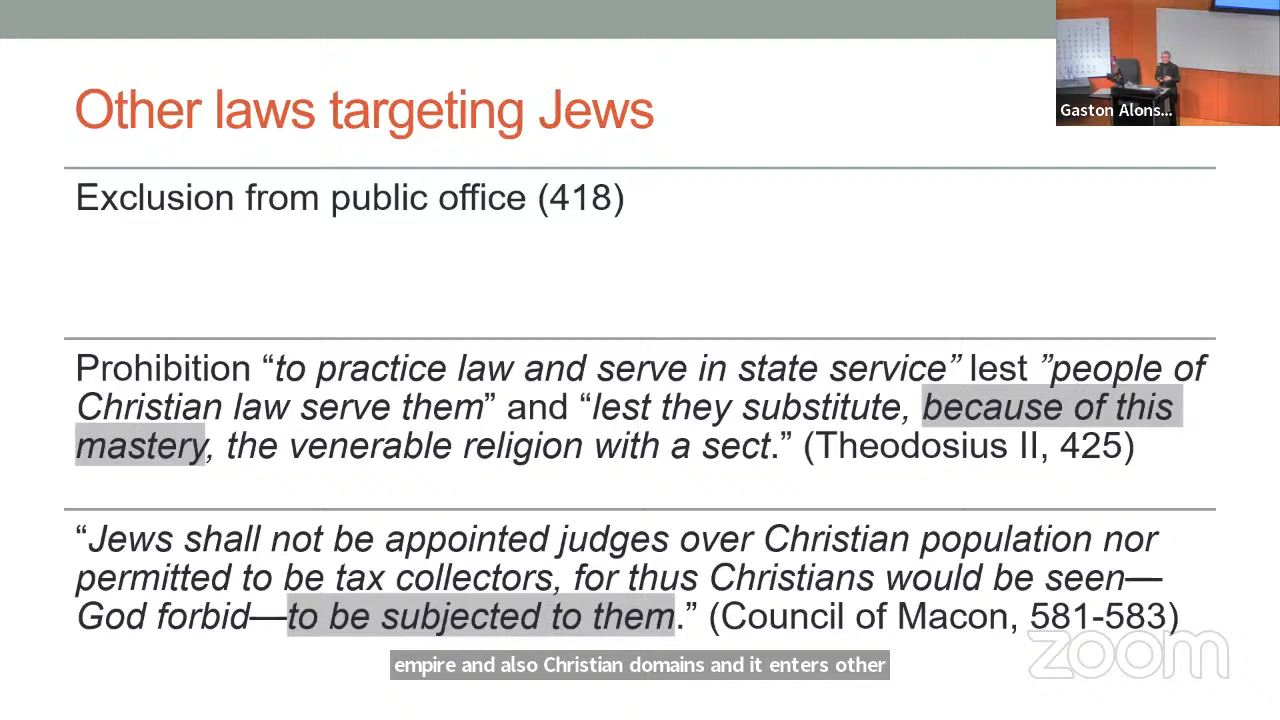 Other laws targeting Jews
Gaston Alons...
Exclusion from public office (418)
Prohibition “to practice law and serve in state service” lest ”people of
Christian law serve them” and “lest they substitute, because of this
mastery, the venerable religion with a sect.” (Theodosius II, 425)
“Jews shall not be appointed judges over Christian population nor
permitted to be tax collectors, for thus Christians would be seen—
God forbid—to be subjected to them.” (Council of Macon, 581-583)
zoom
empire and also Christian domains and it enters other